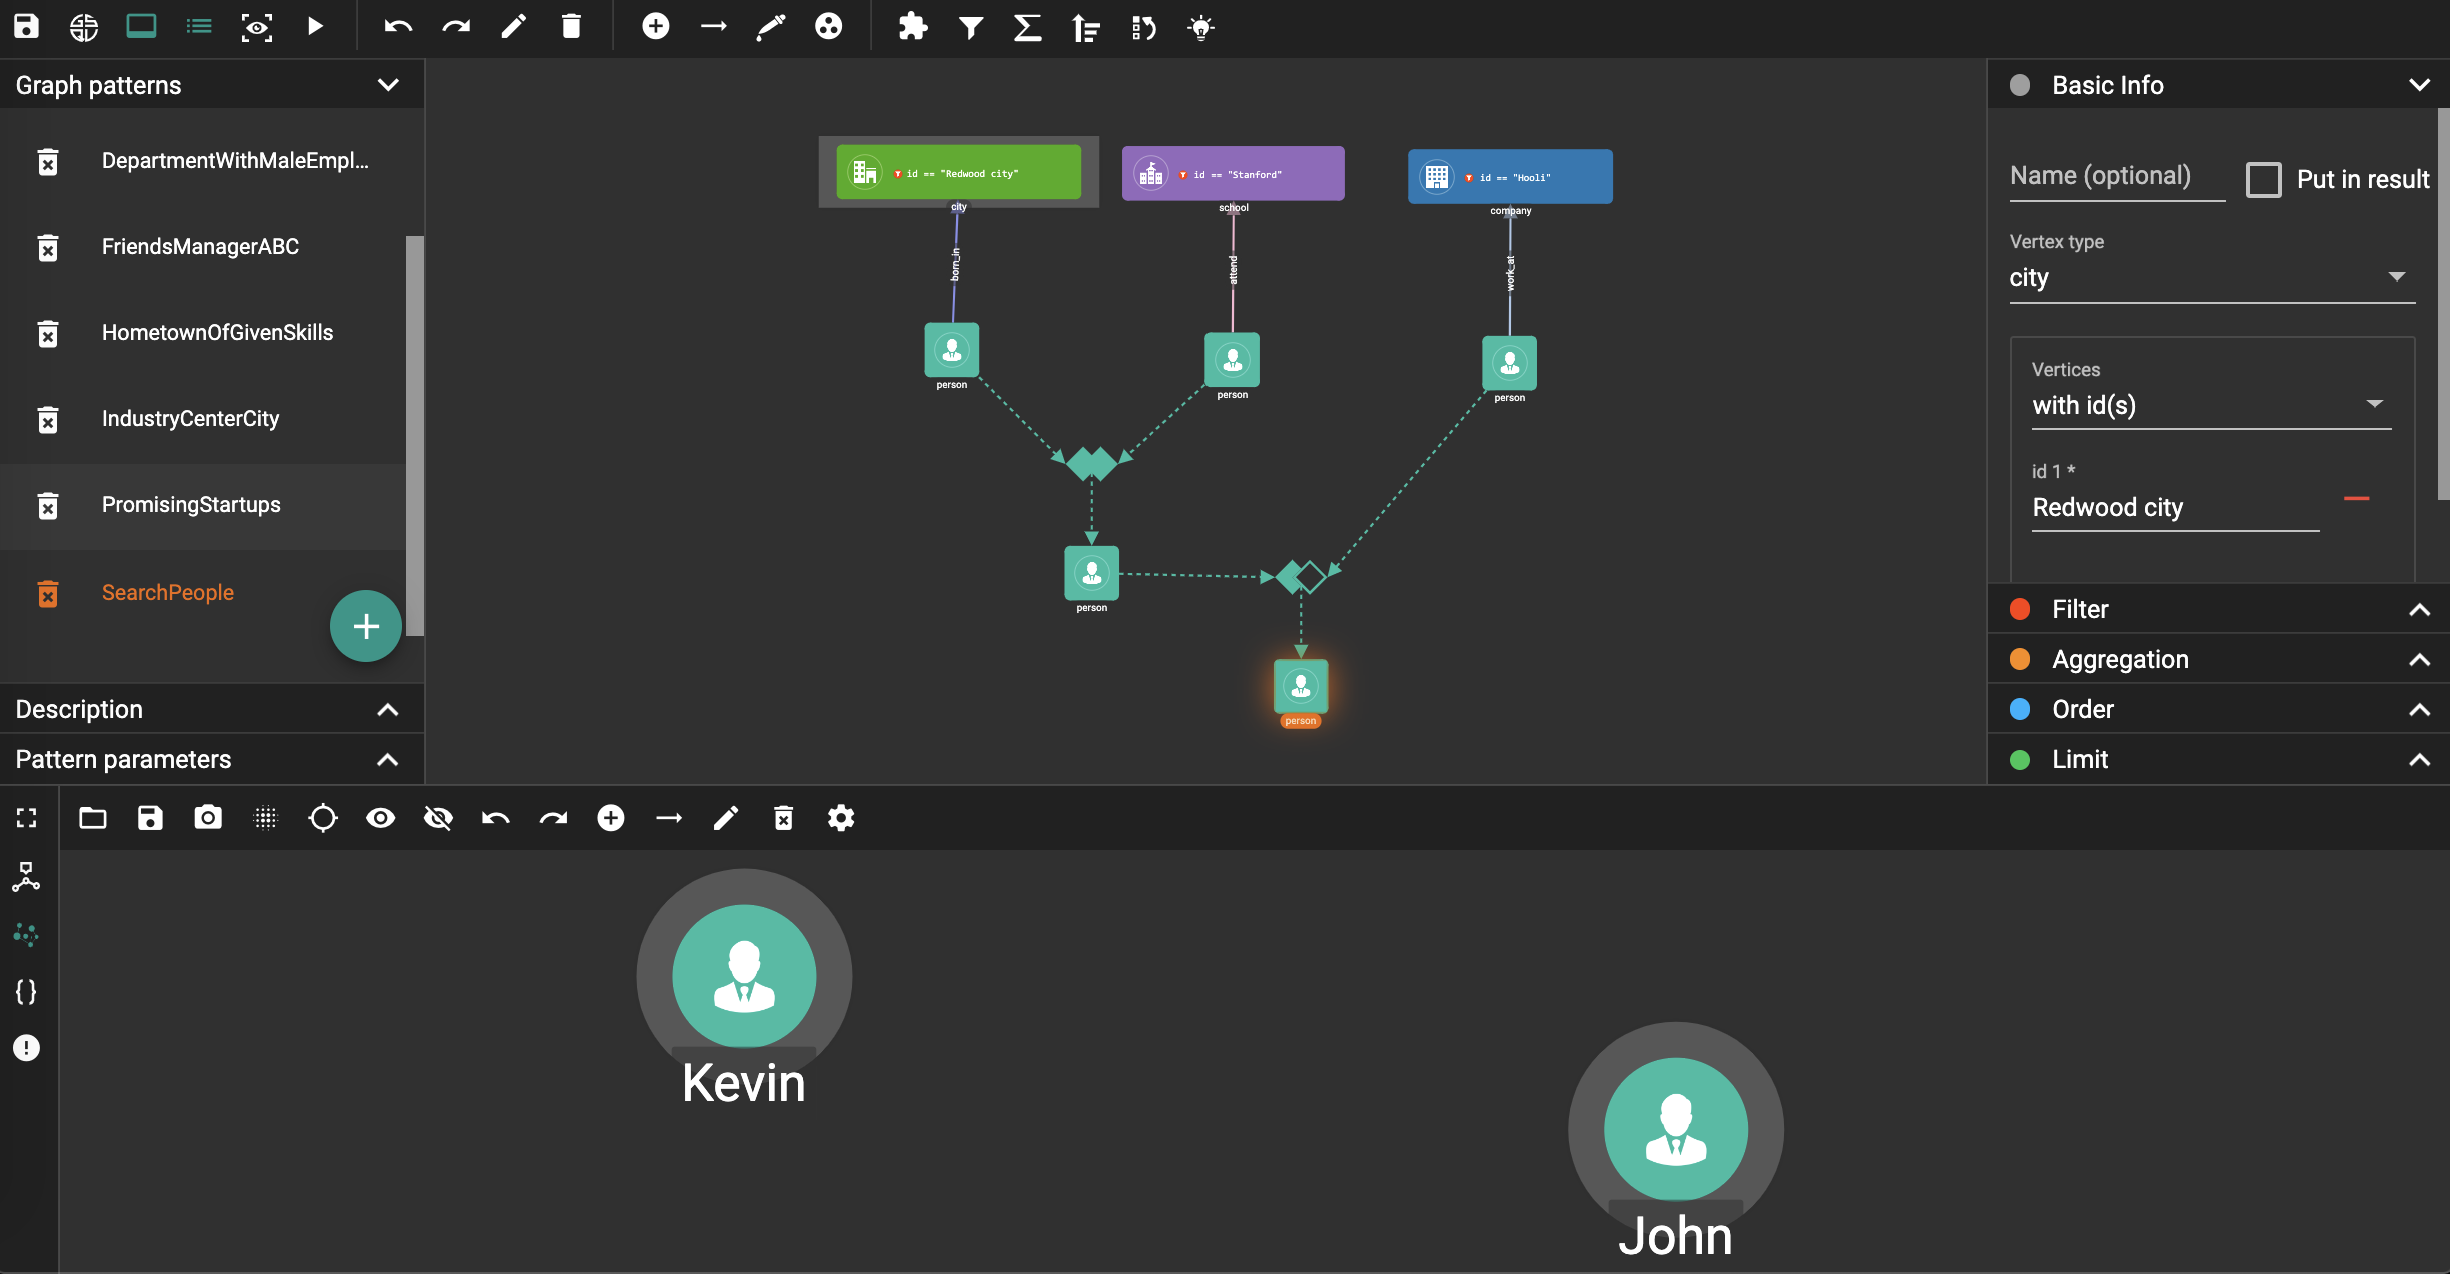 Graph patterns
DepartmentWithMaleEmpl...
FriendsManagerABC
HometownOfGivenSkills
IndustryCenterCity
PromisingStartups
SearchPeople
Description
Pattern parameters
id == "Redwood city"
city
born_in
person
id == "Stanford"
school
attend
person
id == "Hooli"
company
work_at
person
person
person
Basic Info
Name (optional)
Put in result
Vertex type
city
Vertices
with id(s)
id 1 *
Redwood city
Filter
Aggregation
Order
Limit
Kevin
John